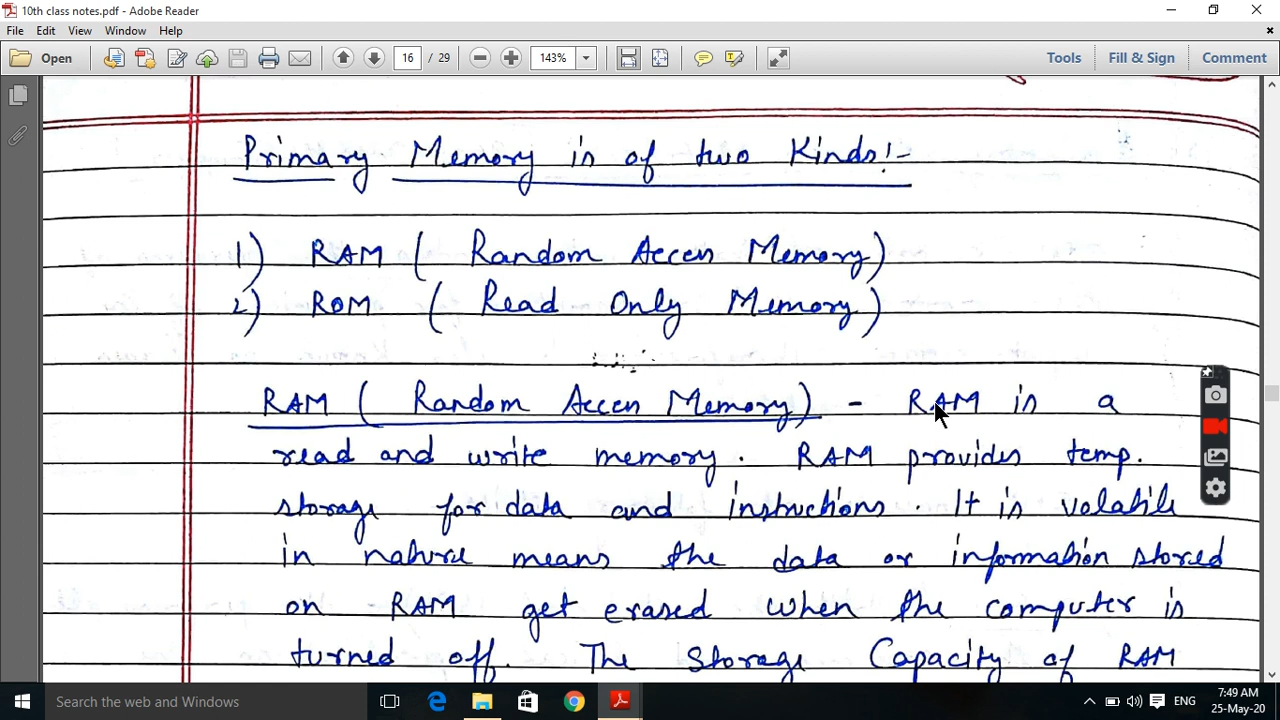 10th class notes.pdf - Adobe Reader
File Edit View Window Help
Open 16 / 29 143% Tools Fill & Sign Comment
Primary Memory is of two Kinds:-
1) RAM ( Random Access Memory)
2) ROM ( Read Only Memory)
RAM ( Random Access Memory) - RAM is a
read and write memory. RAM provides temp.
storage for data and instructions. It is volatile
in nature means the data or information stored
on RAM get erased when the computer is
turned off. The Storage Capacity of RAM
Search the web and Windows
ENG
7:49 AM
25-May-20